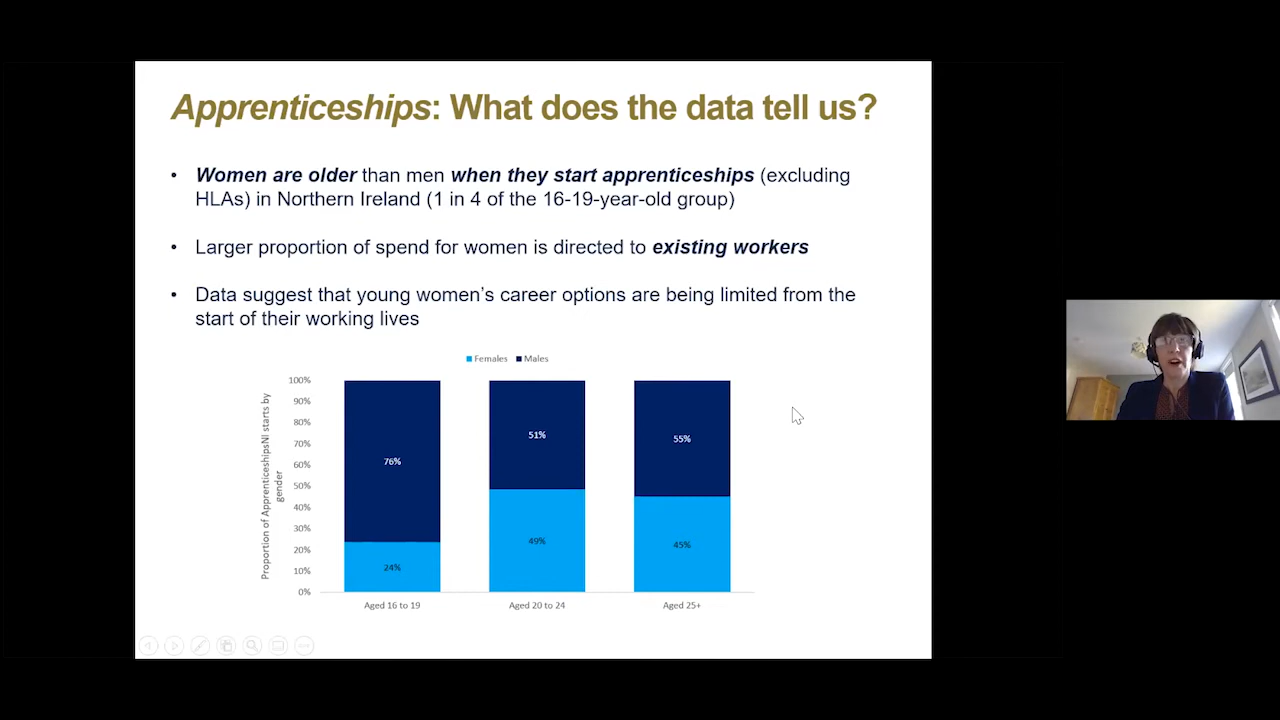 Apprenticeships: What does the data tell us?
• Women are older than men when they start apprenticeships (excluding
HLAs) in Northern Ireland (1 in 4 of the 16-19-year-old group)
• Larger proportion of spend for women is directed to existing workers
• Data suggest that young women’s career options are being limited from the
start of their working lives
Females Males
Proportion of ApprenticeshipsNI starts by
gender
100%
90%
80%
70%
60%
50%
40%
30%
20%
10%
0%
76%
24%
51%
49%
55%
45%
Aged 16 to 19 Aged 20 to 24 Aged 25+